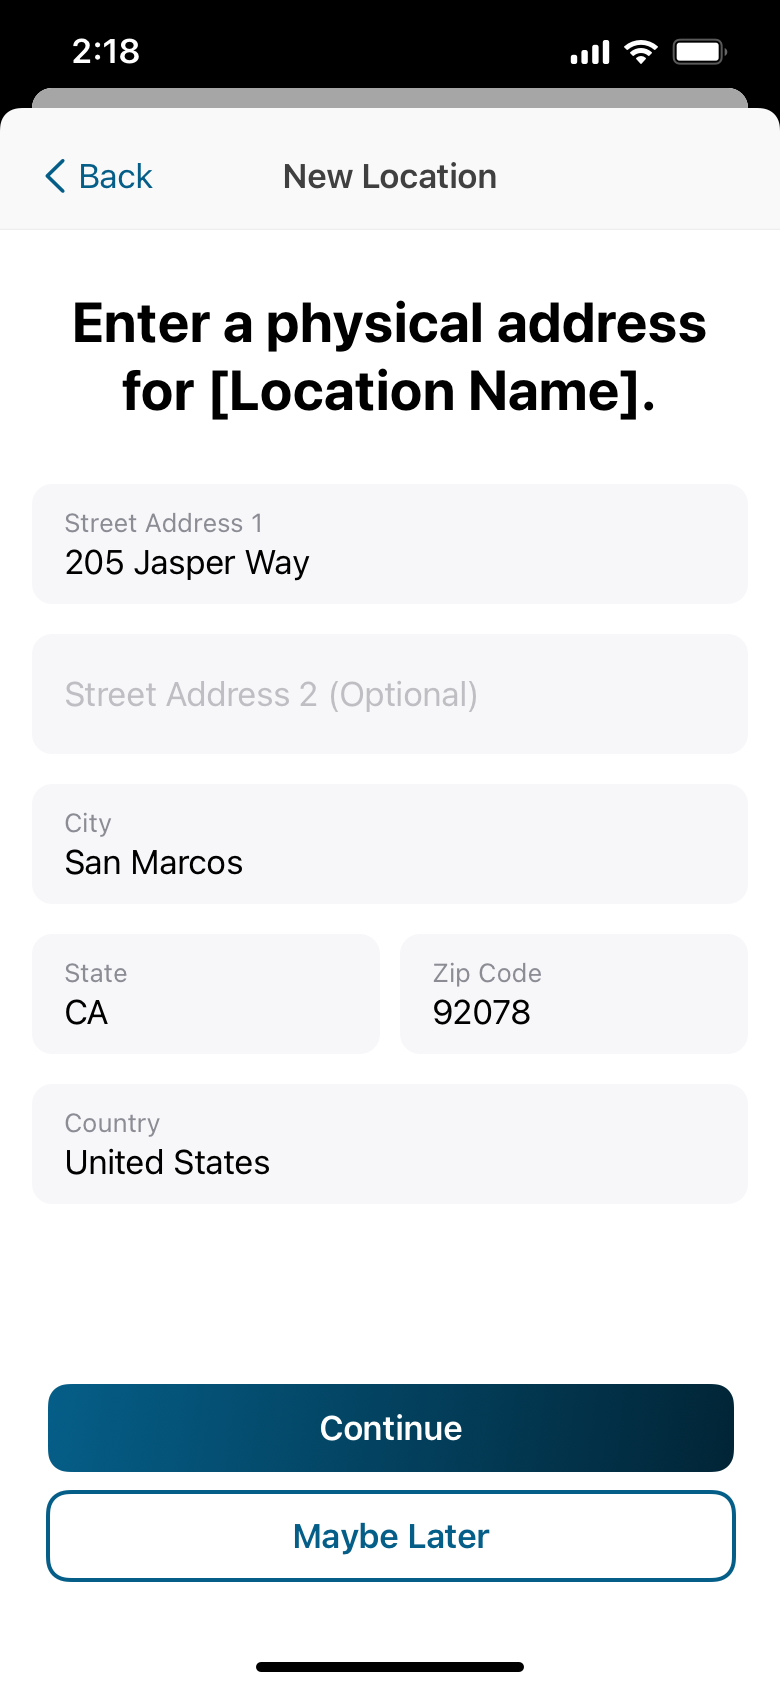 2:18
Back
New Location
Enter a physical address
for [Location Name].
Street Address 1
205 Jasper Way
Street Address 2 (Optional)
City
San Marcos
State
CA
Zip Code
92078
Country
United States
Continue
Maybe Later